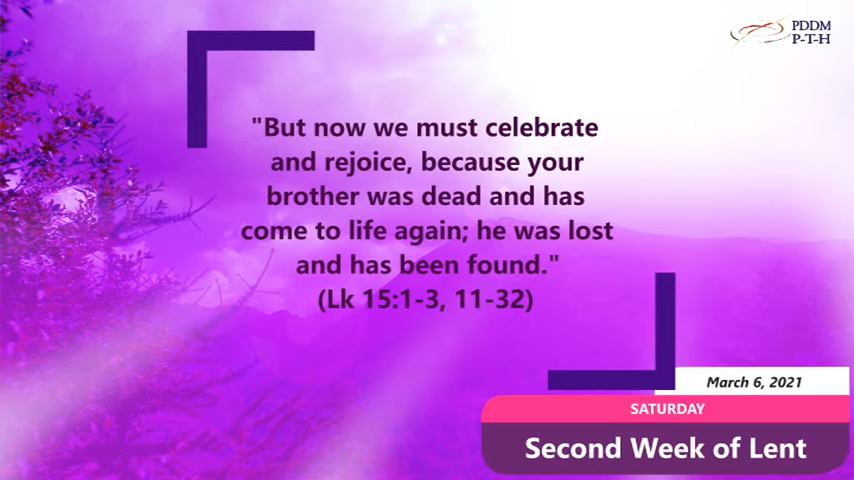 PDDM
P-T-H
"But now we must celebrate
and rejoice, because your
brother was dead and has
come to life again; he was lost
and has been found."
(Lk 15:1-3, 11-32)
March 6, 2021
SATURDAY
Second Week of Lent